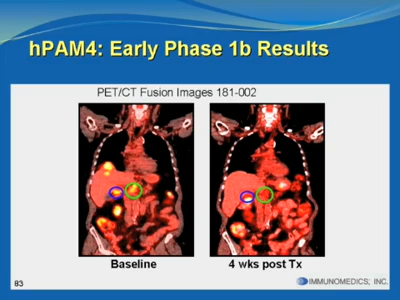 hPAM4: Early Phase 1b Results
PET/CT Fusion Images 181-002
Baseline
4 wks post Tx
83
IMMUNOMEDICS, INC.